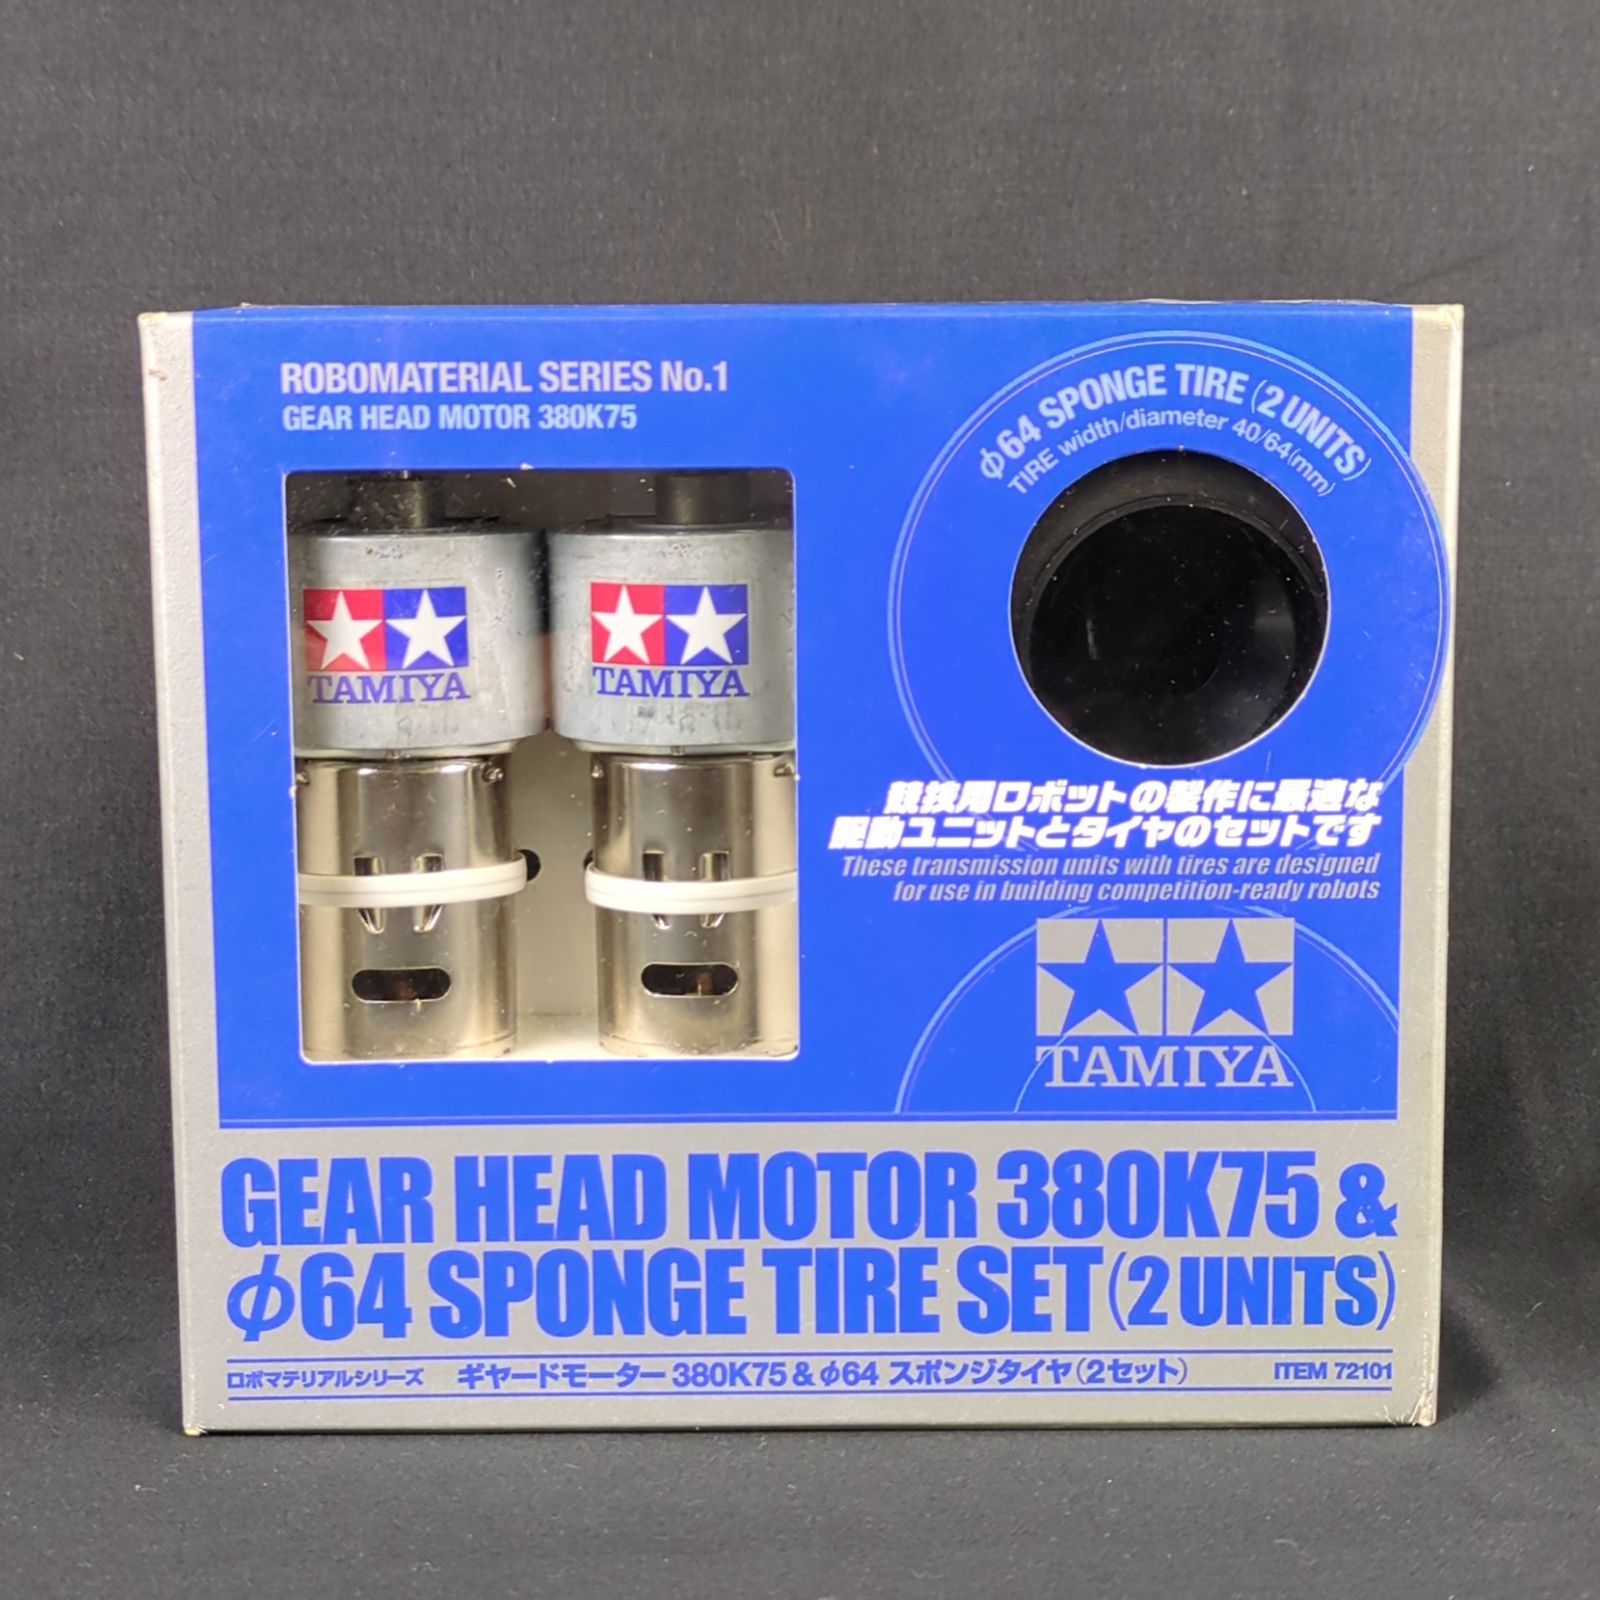 ROBOMATERIAL SERIES No.1
GEAR HEAD MOTOR 380K75
φ64 SPONGE TIRE (2 UNITS)
TIRE width/diameter 40/64(mm)
TAMIYA
TAMIYA
競技用ロボットの製作に最適な
駆動ユニットとタイヤのセットです
These transmission units with tires are designed
for use in building competition-ready robots
TAMIYA
GEAR HEAD MOTOR 380K75 &
φ64 SPONGE TIRE SET (2 UNITS)
ロボマテリアルシリーズ ギヤードモーター 380K75 & φ64 スポンジタイヤ (2セット) ITEM 72101